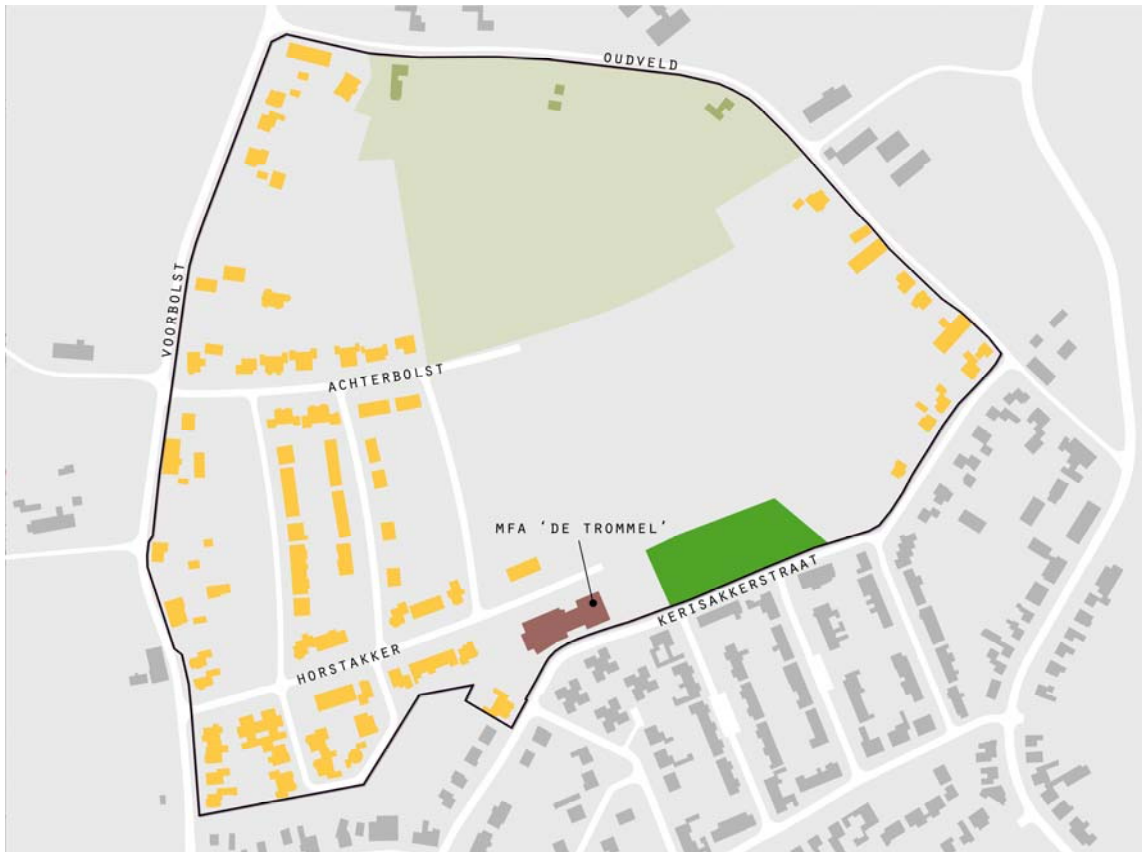 OUDVELD
VOORBOLST
ACHTERBOLST
MFA ‘DE TROMMEL’
KERISAKKERSTRAAT
HORSTAKKER